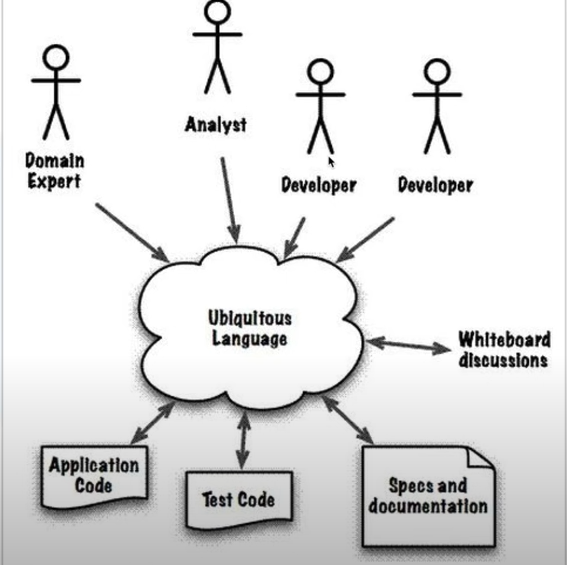 Analyst
Domain
Expert
Developer
Developer
Ubiquitous
Language
Whiteboard
discussions
Application
Code
Test Code
Specs and
documentation